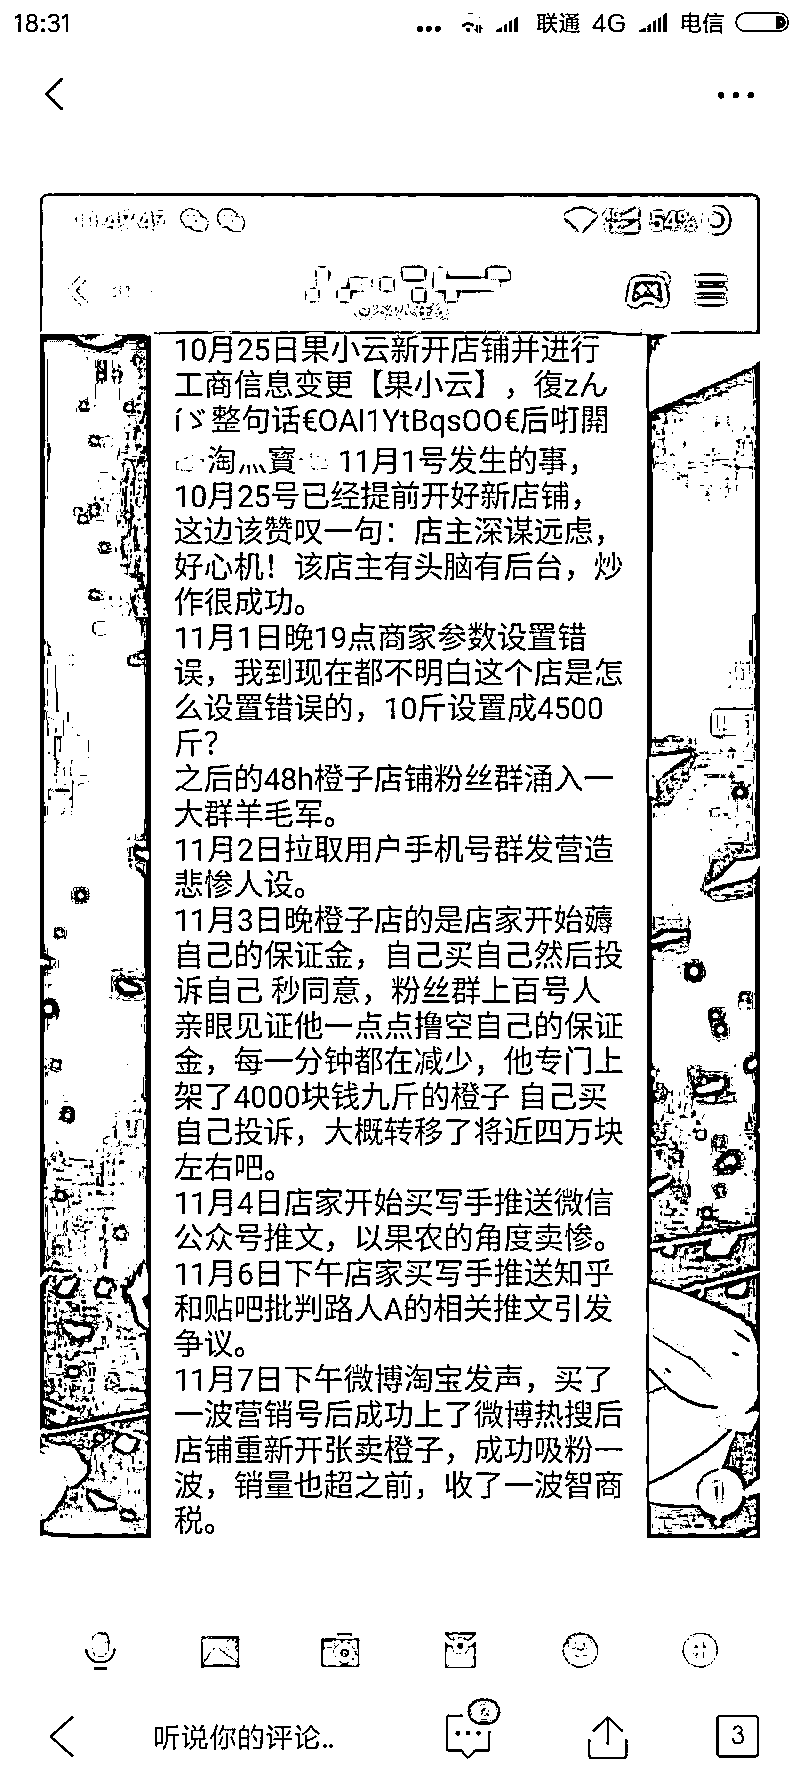 18:31
联通 4G 电信
54%
10月25日果小云新开店铺并进行
工商信息变更【果小云】，復zん
íゞ整句话€OAI1YtBqsOO€后咑閞
淘灬寳 11月1号发生的事，
10月25号已经提前开好新店铺，
这边该赞叹一句：店主深谋远虑，
好心机！该店主有头脑有后台，炒
作很成功。
11月1日晚19点商家参数设置错
误，我到现在都不明白这个店是怎
么设置错误的，10斤设置成4500
斤？
之后的48h橙子店铺粉丝群涌入一
大群羊毛军。
11月2日拉取用户手机号群发营造
悲惨人设。
11月3日晚橙子店的是店家开始薅
自己的保证金，自己买自己然后投
诉自己 秒同意，粉丝群上百号人
亲眼见证他一点点撸空自己的保证
金，每一分钟都在减少，他专门上
架了4000块钱九斤的橙子 自己买
自己投诉，大概转移了将近四万块
左右吧。
11月4日店家开始买写手推送微信
公众号推文，以果农的角度卖惨。
11月6日下午店家买写手推送知乎
和贴吧批判路人A的相关推文引发
争议。
11月7日下午微博淘宝发声，买了
一波营销号后成功上了微博热搜后
店铺重新开张卖橙子，成功吸粉一
波，销量也超之前，收了一波智商
税。
听说你的评论..
3